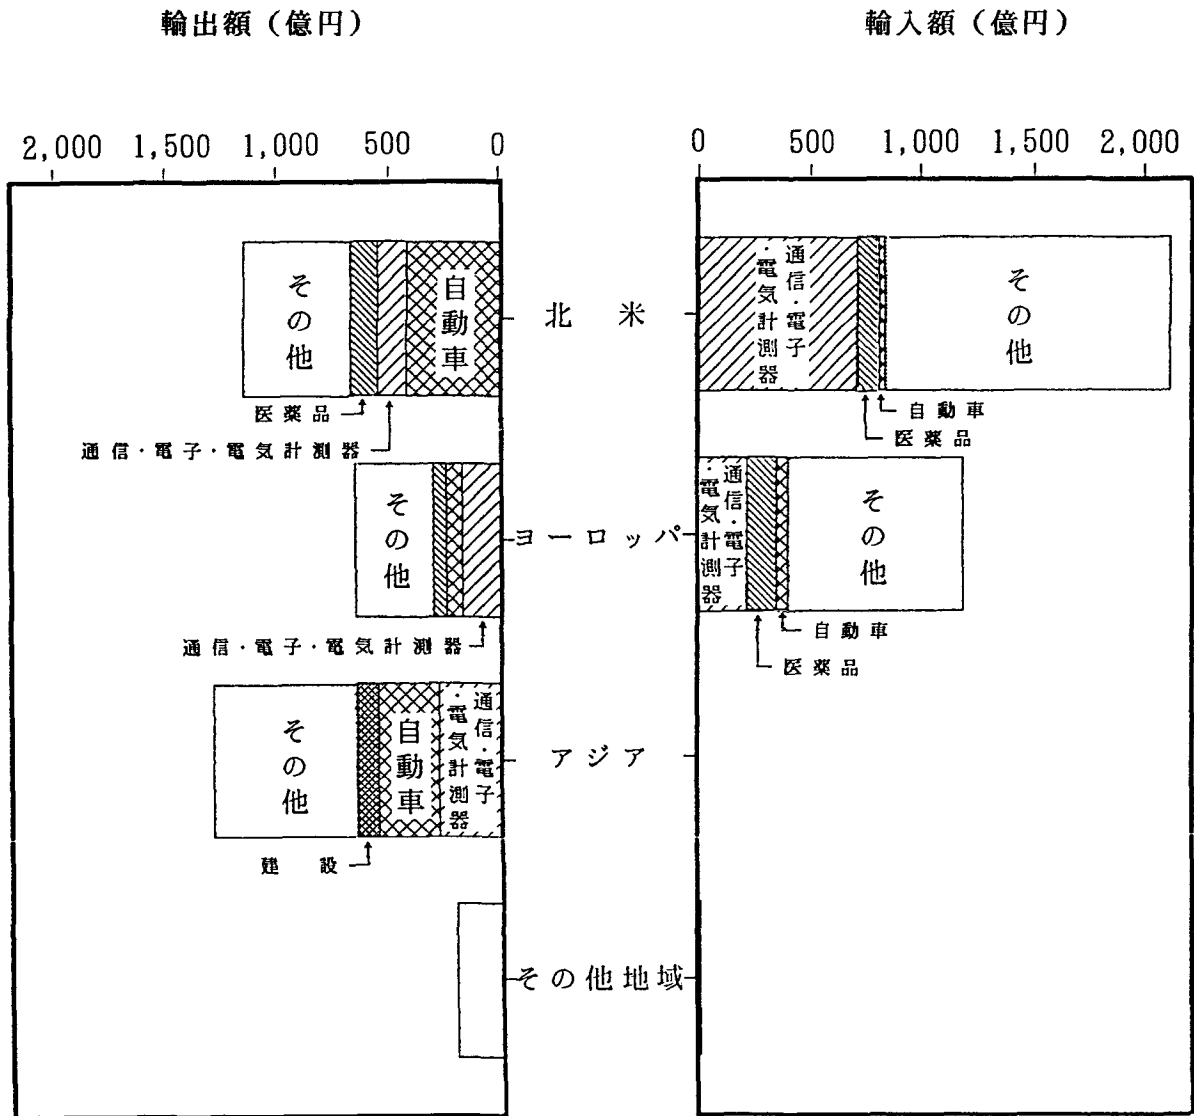 輸出額（億円）
輸入額（億円）
2,000 1,500 1,000 500 0
0 500 1,000 1,500 2,000
その他
自動車
医薬品
通信・電子・電気計測器
北米
通信・電子
・電気計測器
その他
自動車
医薬品
その他
通信・電子・電気計測器
ヨーロッパ
通信・電子
・電気計測器
その他
自動車
医薬品
その他
自動車
通信・電子
・電気計測器
建設
アジア
その他地域